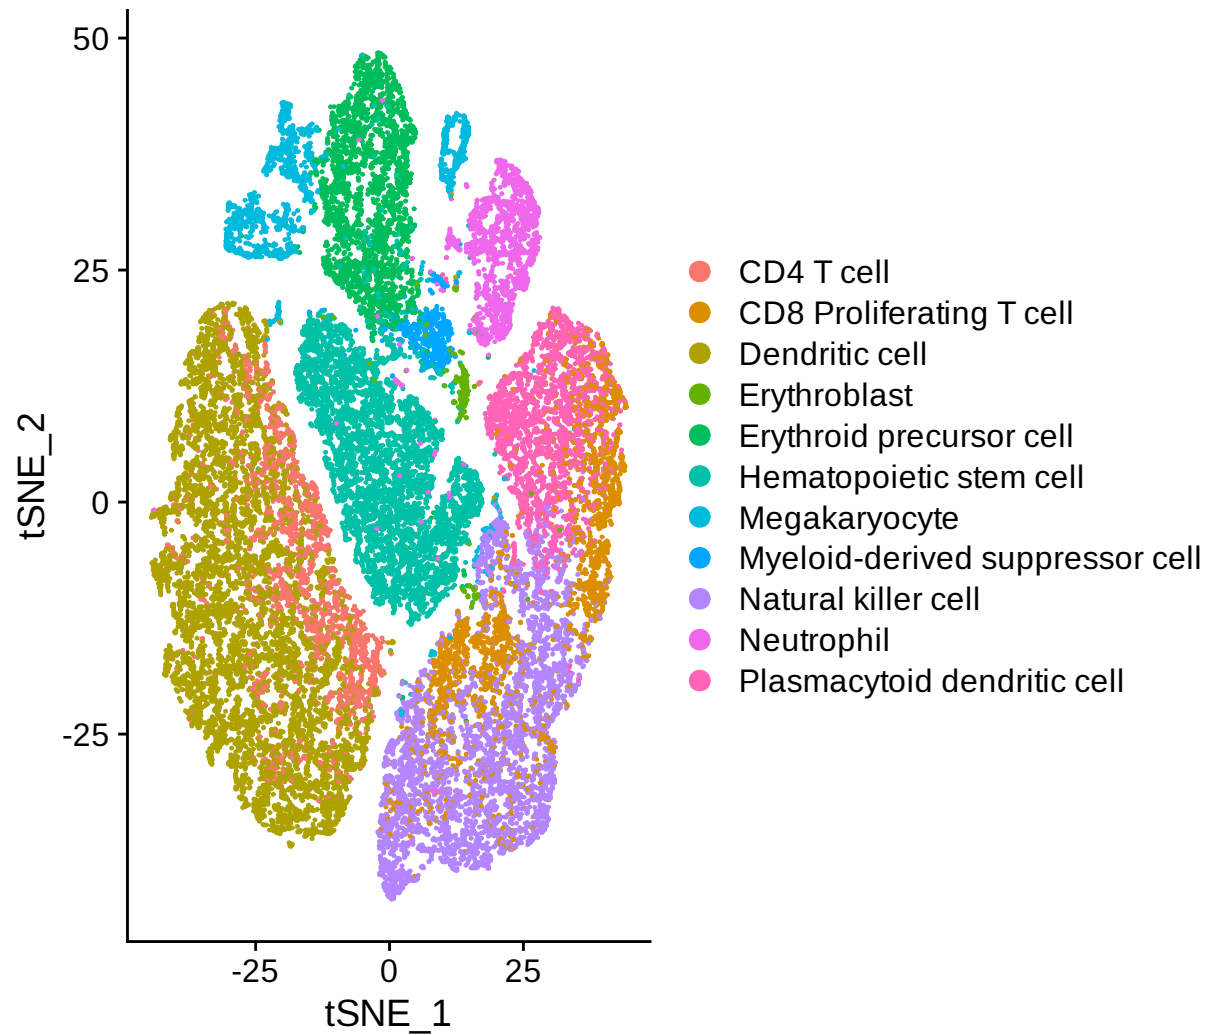 50
25
0
-25
tSNE_2
-25
0
25
tSNE_1
CD4 T cell
CD8 Proliferating T cell
Dendritic cell
Erythroblast
Erythroid precursor cell
Hematopoietic stem cell
Megakaryocyte
Myeloid-derived suppressor cell
Natural killer cell
Neutrophil
Plasmacytoid dendritic cell